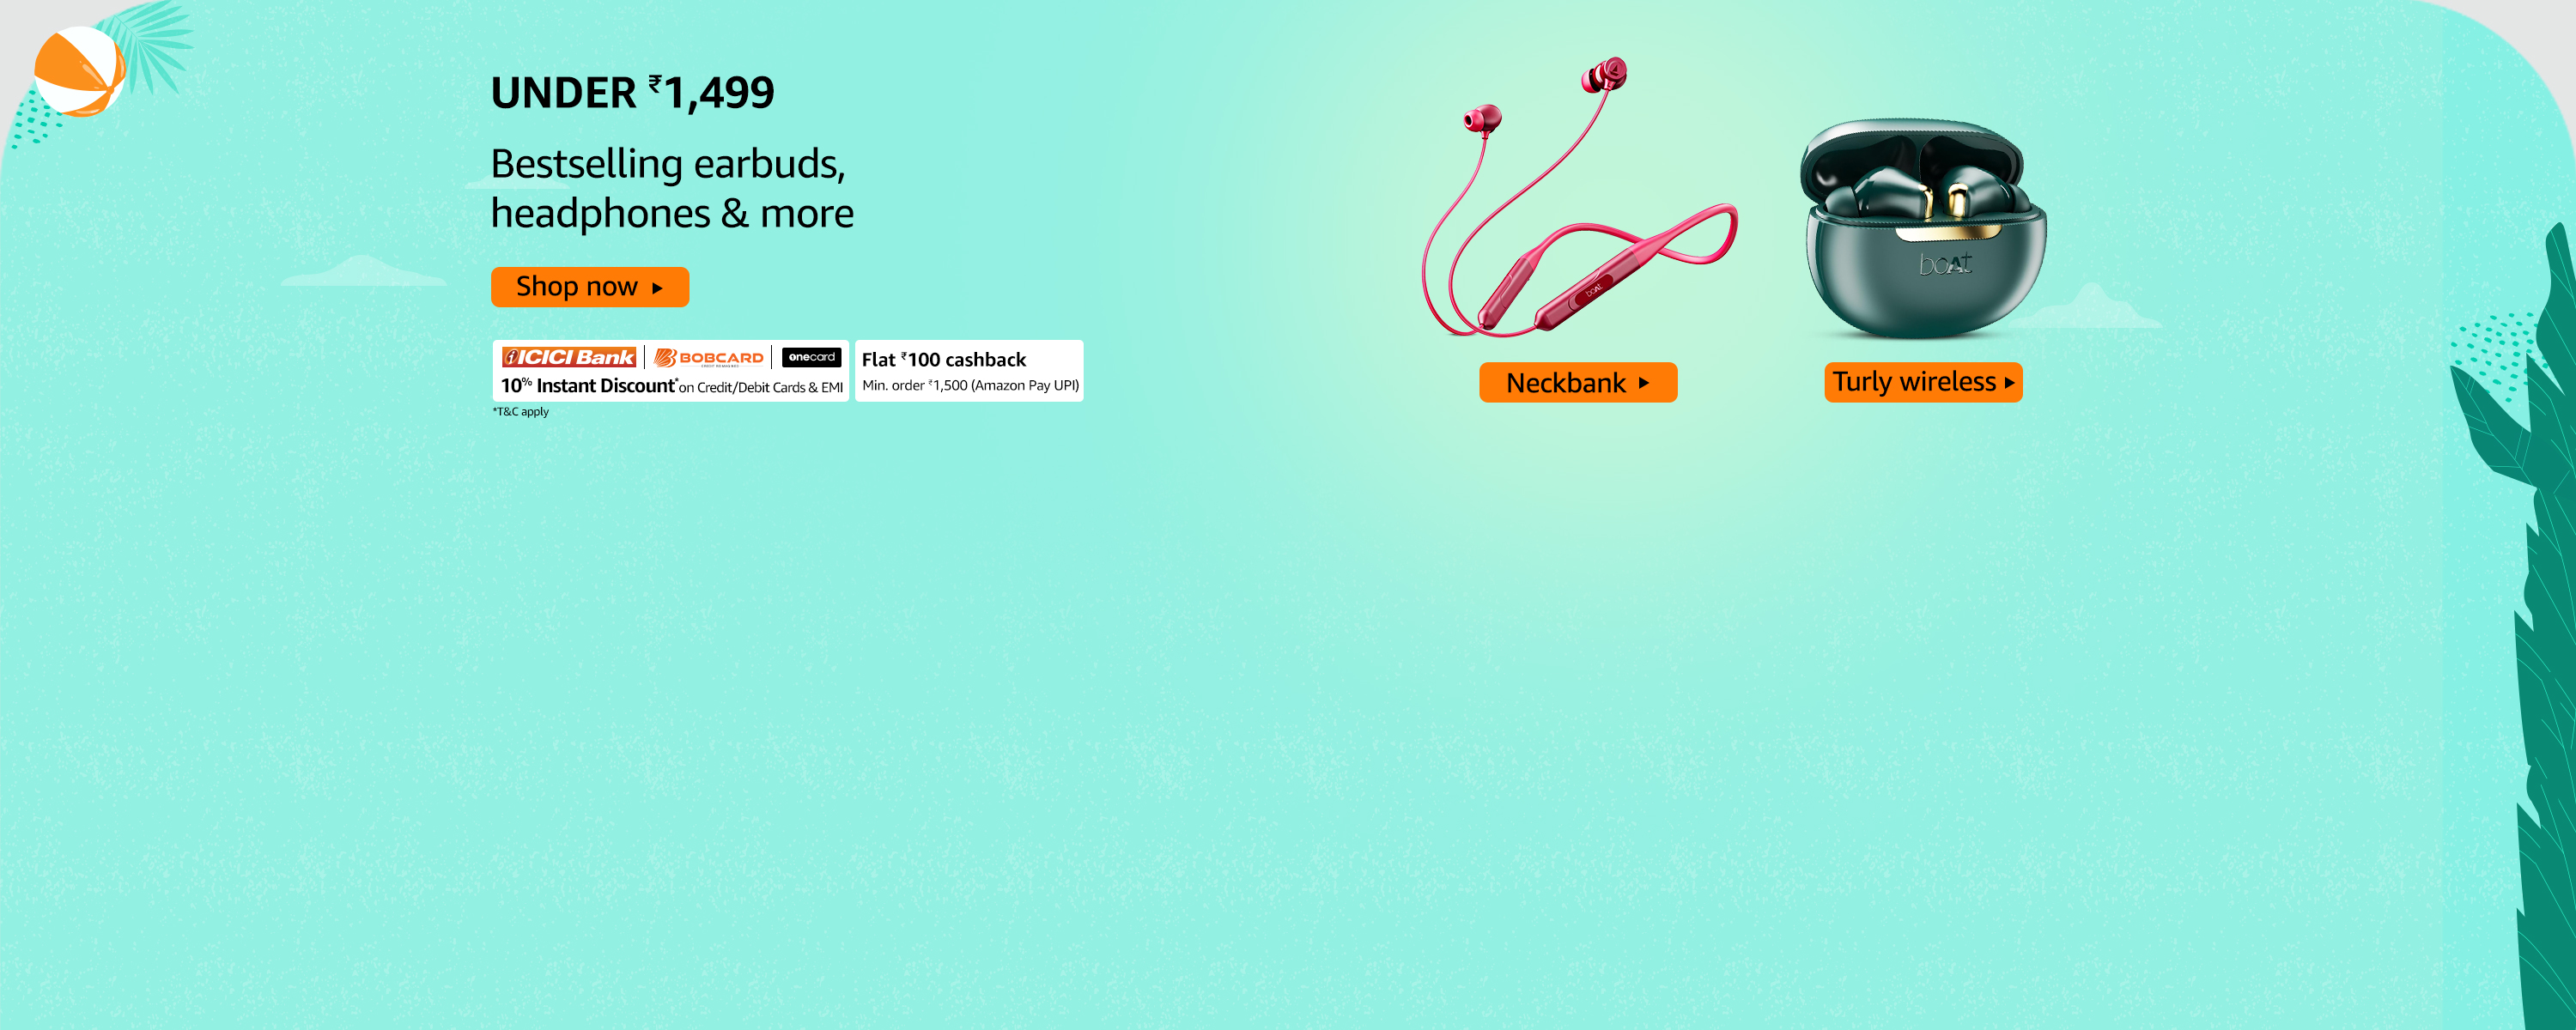 UNDER ₹1,499
Bestselling earbuds,
headphones & more
Shop now
ICICI Bank | BOBCARD | onecard
10% Instant Discount* on Credit/Debit Cards & EMI
Flat ₹100 cashback
Min. order ₹1,500 (Amazon Pay UPI)
*T&C apply
boAt
boAt
Neckbank
Turly wireless